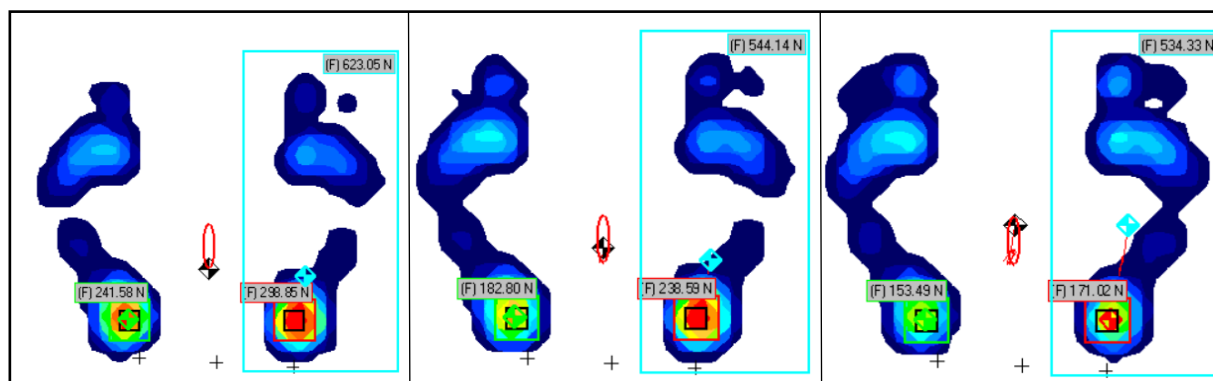 (F) 623.05 N
(F) 241.58 N
(F) 298.85 N
(F) 544.14 N
(F) 182.80 N
(F) 238.59 N
(F) 534.33 N
(F) 153.49 N
(F) 171.02 N